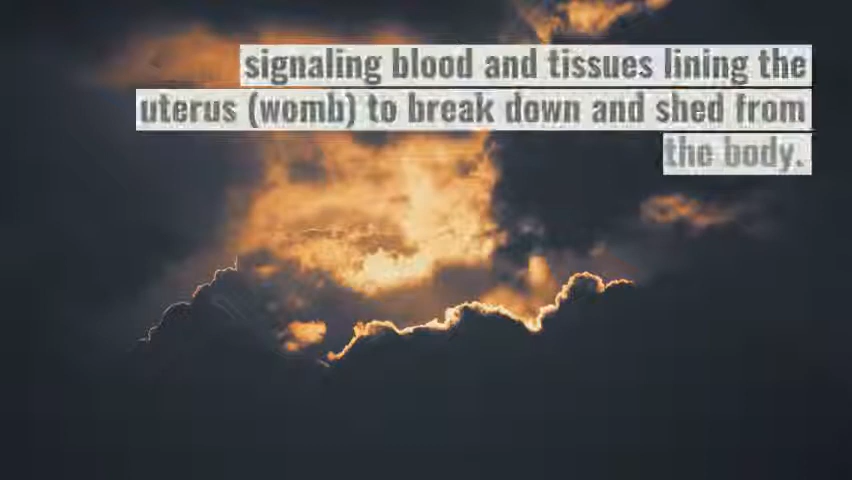 signaling blood and tissues lining the
uterus (womb) to break down and shed from
the body.